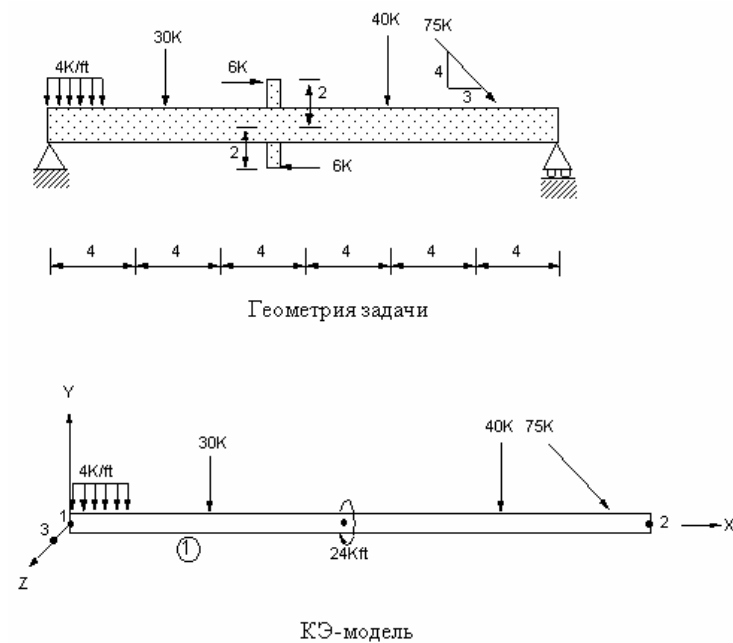 40K
75K
30K
4K/ft
6K
2
4
3
2
6K
4 4 4 4 4 4
Геометрия задачи
Y
40K 75K
30K
4K/ft
1
2
X
3
1
24Kft
Z
КЭ-модель